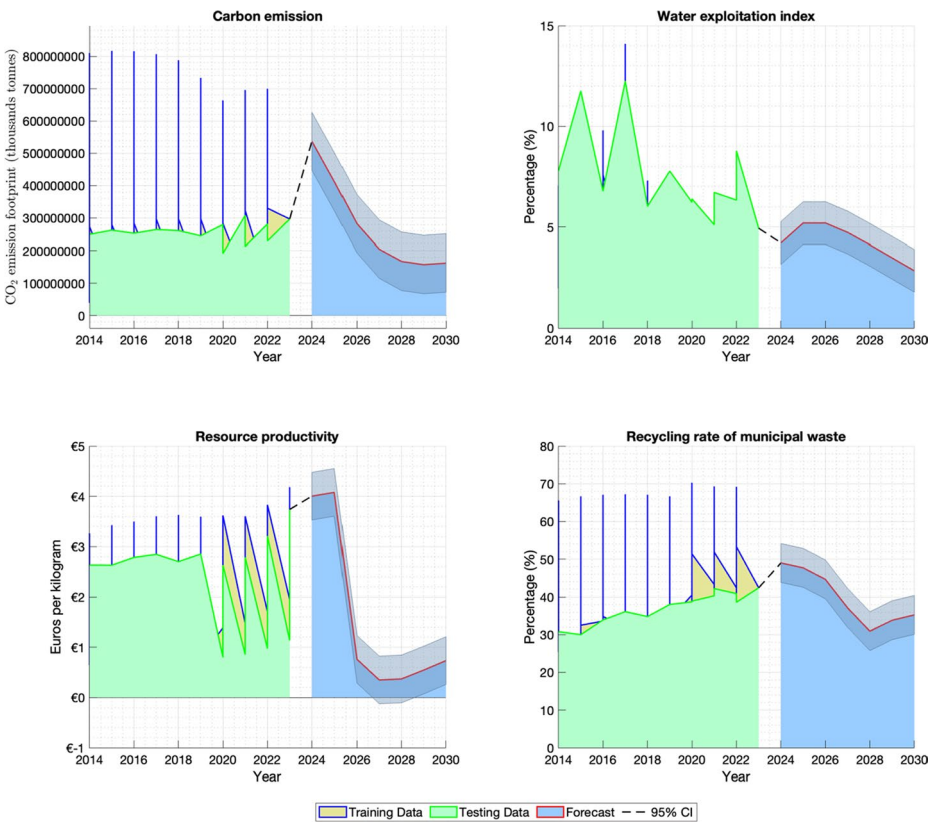 Carbon emission
CO2 emission footprint (thousands tonnes)
800000000
700000000
600000000
500000000
400000000
300000000
200000000
100000000
0
2014 2016 2018 2020 2022 2024 2026 2028 2030
Year
Water exploitation index
Percentage (%)
15
10
5
0
2014 2016 2018 2020 2022 2024 2026 2028 2030
Year
Resource productivity
Euros per kilogram
€5
€4
€3
€2
€1
€0
€-1
2014 2016 2018 2020 2022 2024 2026 2028 2030
Year
Recycling rate of municipal waste
Percentage (%)
80
70
60
50
40
30
20
10
0
2014 2016 2018 2020 2022 2024 2026 2028 2030
Year
Training Data Testing Data Forecast 95% CI